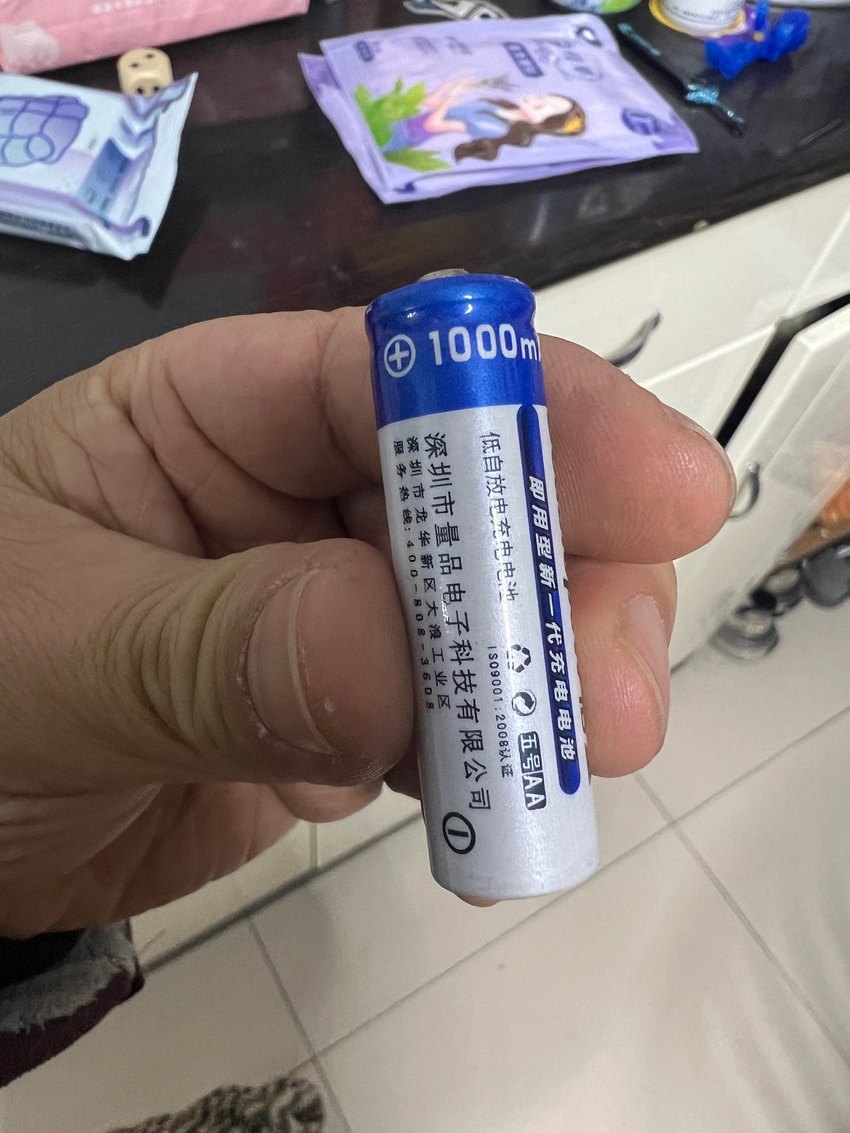 1000m
即用型新一代充电电池
低自放电充电电池
五号AA
ISO9001:2008认证
深圳市量品电子科技有限公司
深圳市龙华新区大浪工业区
服务热线:400-808-3608